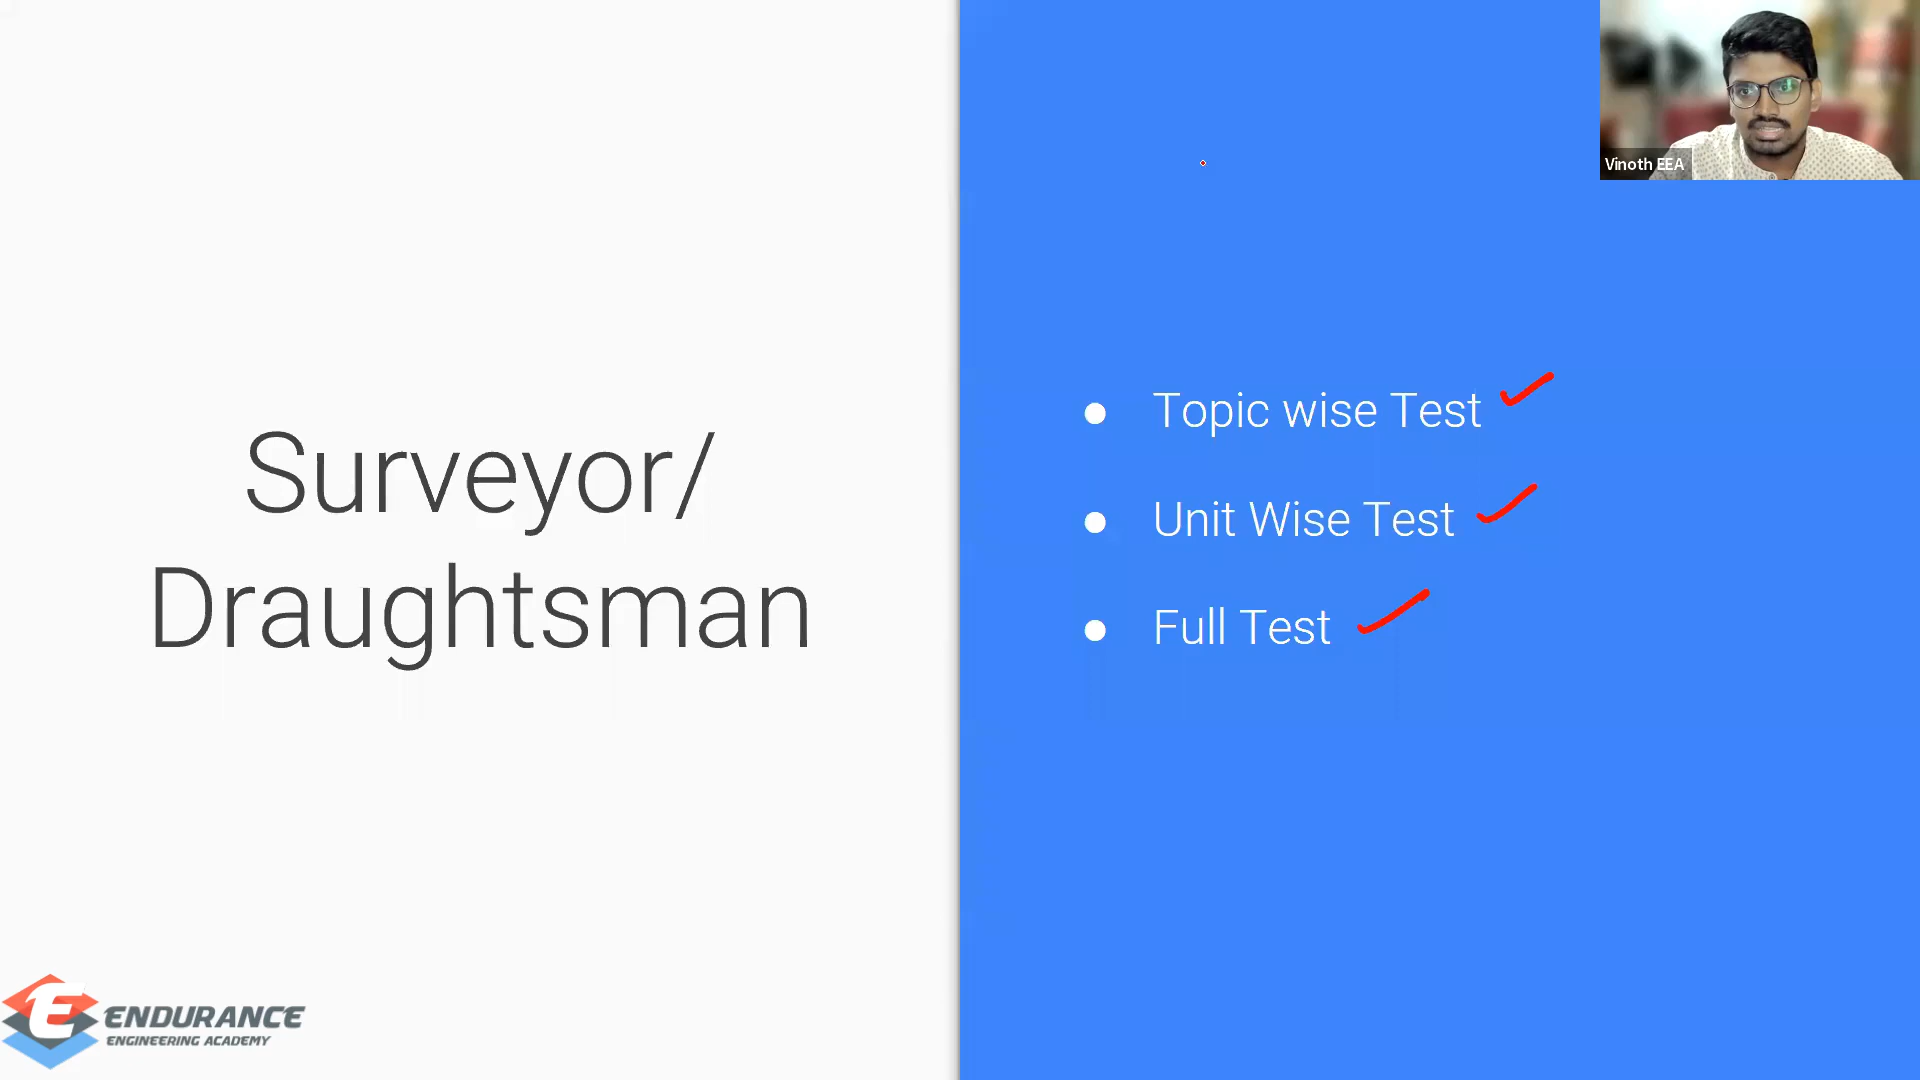 Surveyor/
Draughtsman
Topic wise Test
Unit Wise Test
Full Test
Vinoth EEA
E ENDURANCE
ENGINEERING ACADEMY